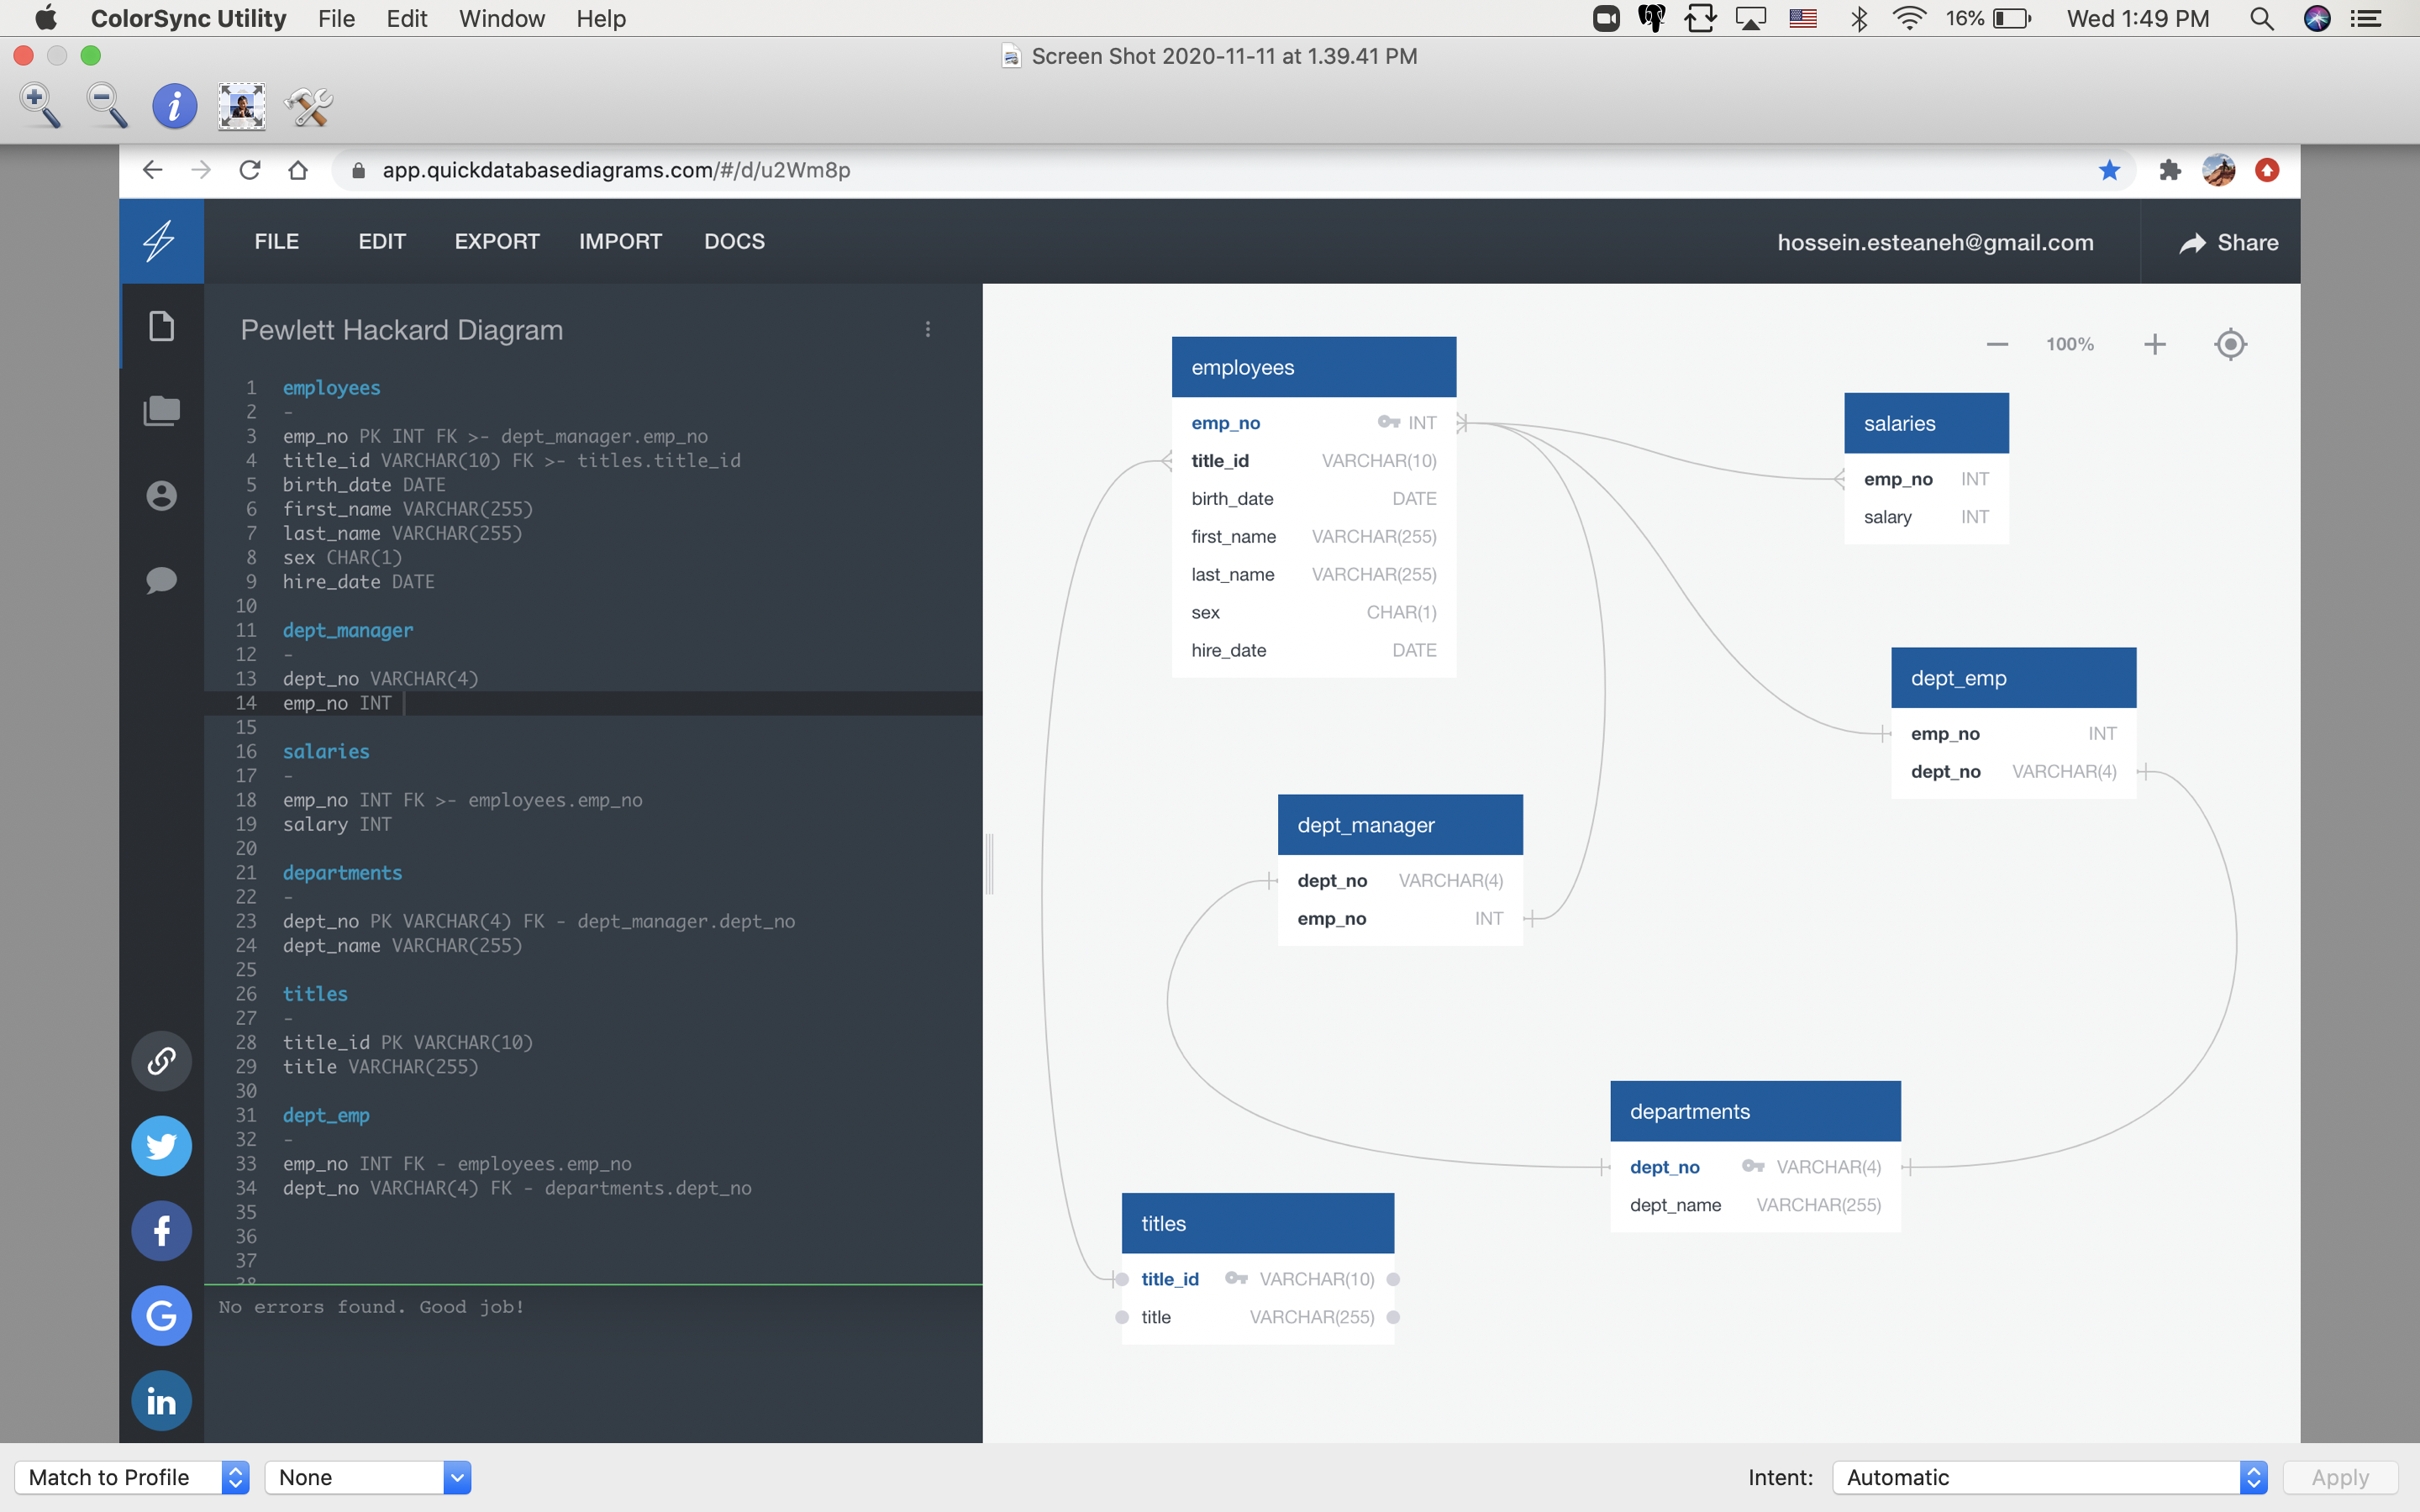 ColorSync Utility File Edit Window Help 16% Wed 1:49 PM
Screen Shot 2020-11-11 at 1.39.41 PM
app.quickdatabasediagrams.com/#/d/u2Wm8p
FILE EDIT EXPORT IMPORT DOCS hossein.esteaneh@gmail.com Share
Pewlett Hackard Diagram
1 employees
2 -
3 emp_no PK INT FK >- dept_manager.emp_no
4 title_id VARCHAR(10) FK >- titles.title_id
5 birth_date DATE
6 first_name VARCHAR(255)
7 last_name VARCHAR(255)
8 sex CHAR(1)
9 hire_date DATE
10
11 dept_manager
12 -
13 dept_no VARCHAR(4)
14 emp_no INT
15
16 salaries
17 -
18 emp_no INT FK >- employees.emp_no
19 salary INT
20
21 departments
22 -
23 dept_no PK VARCHAR(4) FK - dept_manager.dept_no
24 dept_name VARCHAR(255)
25
26 titles
27 -
28 title_id PK VARCHAR(10)
29 title VARCHAR(255)
30
31 dept_emp
32 -
33 emp_no INT FK - employees.emp_no
34 dept_no VARCHAR(4) FK - departments.dept_no
35
36
37
38
No errors found. Good job!
100%
employees
emp_no INT
title_id VARCHAR(10)
birth_date DATE
first_name VARCHAR(255)
last_name VARCHAR(255)
sex CHAR(1)
hire_date DATE
salaries
emp_no INT
salary INT
dept_emp
emp_no INT
dept_no VARCHAR(4)
dept_manager
dept_no VARCHAR(4)
emp_no INT
departments
dept_no VARCHAR(4)
dept_name VARCHAR(255)
titles
title_id VARCHAR(10)
title VARCHAR(255)
Match to Profile None Intent: Automatic Apply